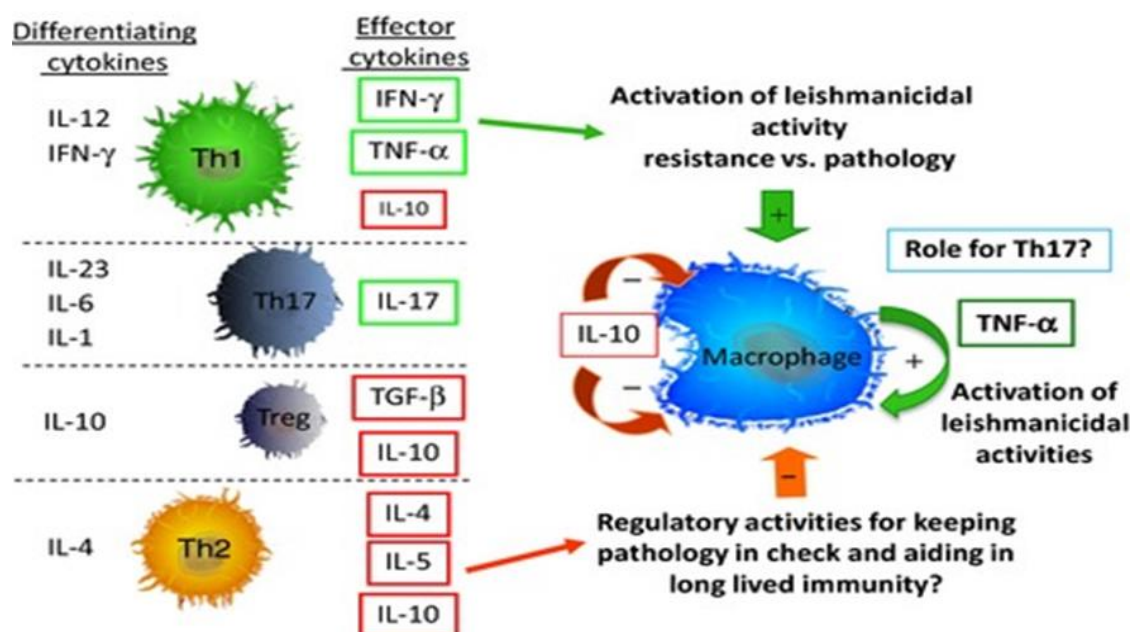 Differentiating
cytokines
Effector
cytokines
IL-12
IFN-γ
Th1
IFN-γ
TNF-α
IL-10
IL-23
IL-6
IL-1
Th17
IL-17
IL-10
Treg
TGF-β
IL-10
IL-4
Th2
IL-4
IL-5
IL-10
Activation of leishmanicidal
activity
resistance vs. pathology
+
Role for Th17?
−
IL-10
−
Macrophage
+
TNF-α
Activation of
leishmanicidal
activities
−
Regulatory activities for keeping
pathology in check and aiding in
long lived immunity?